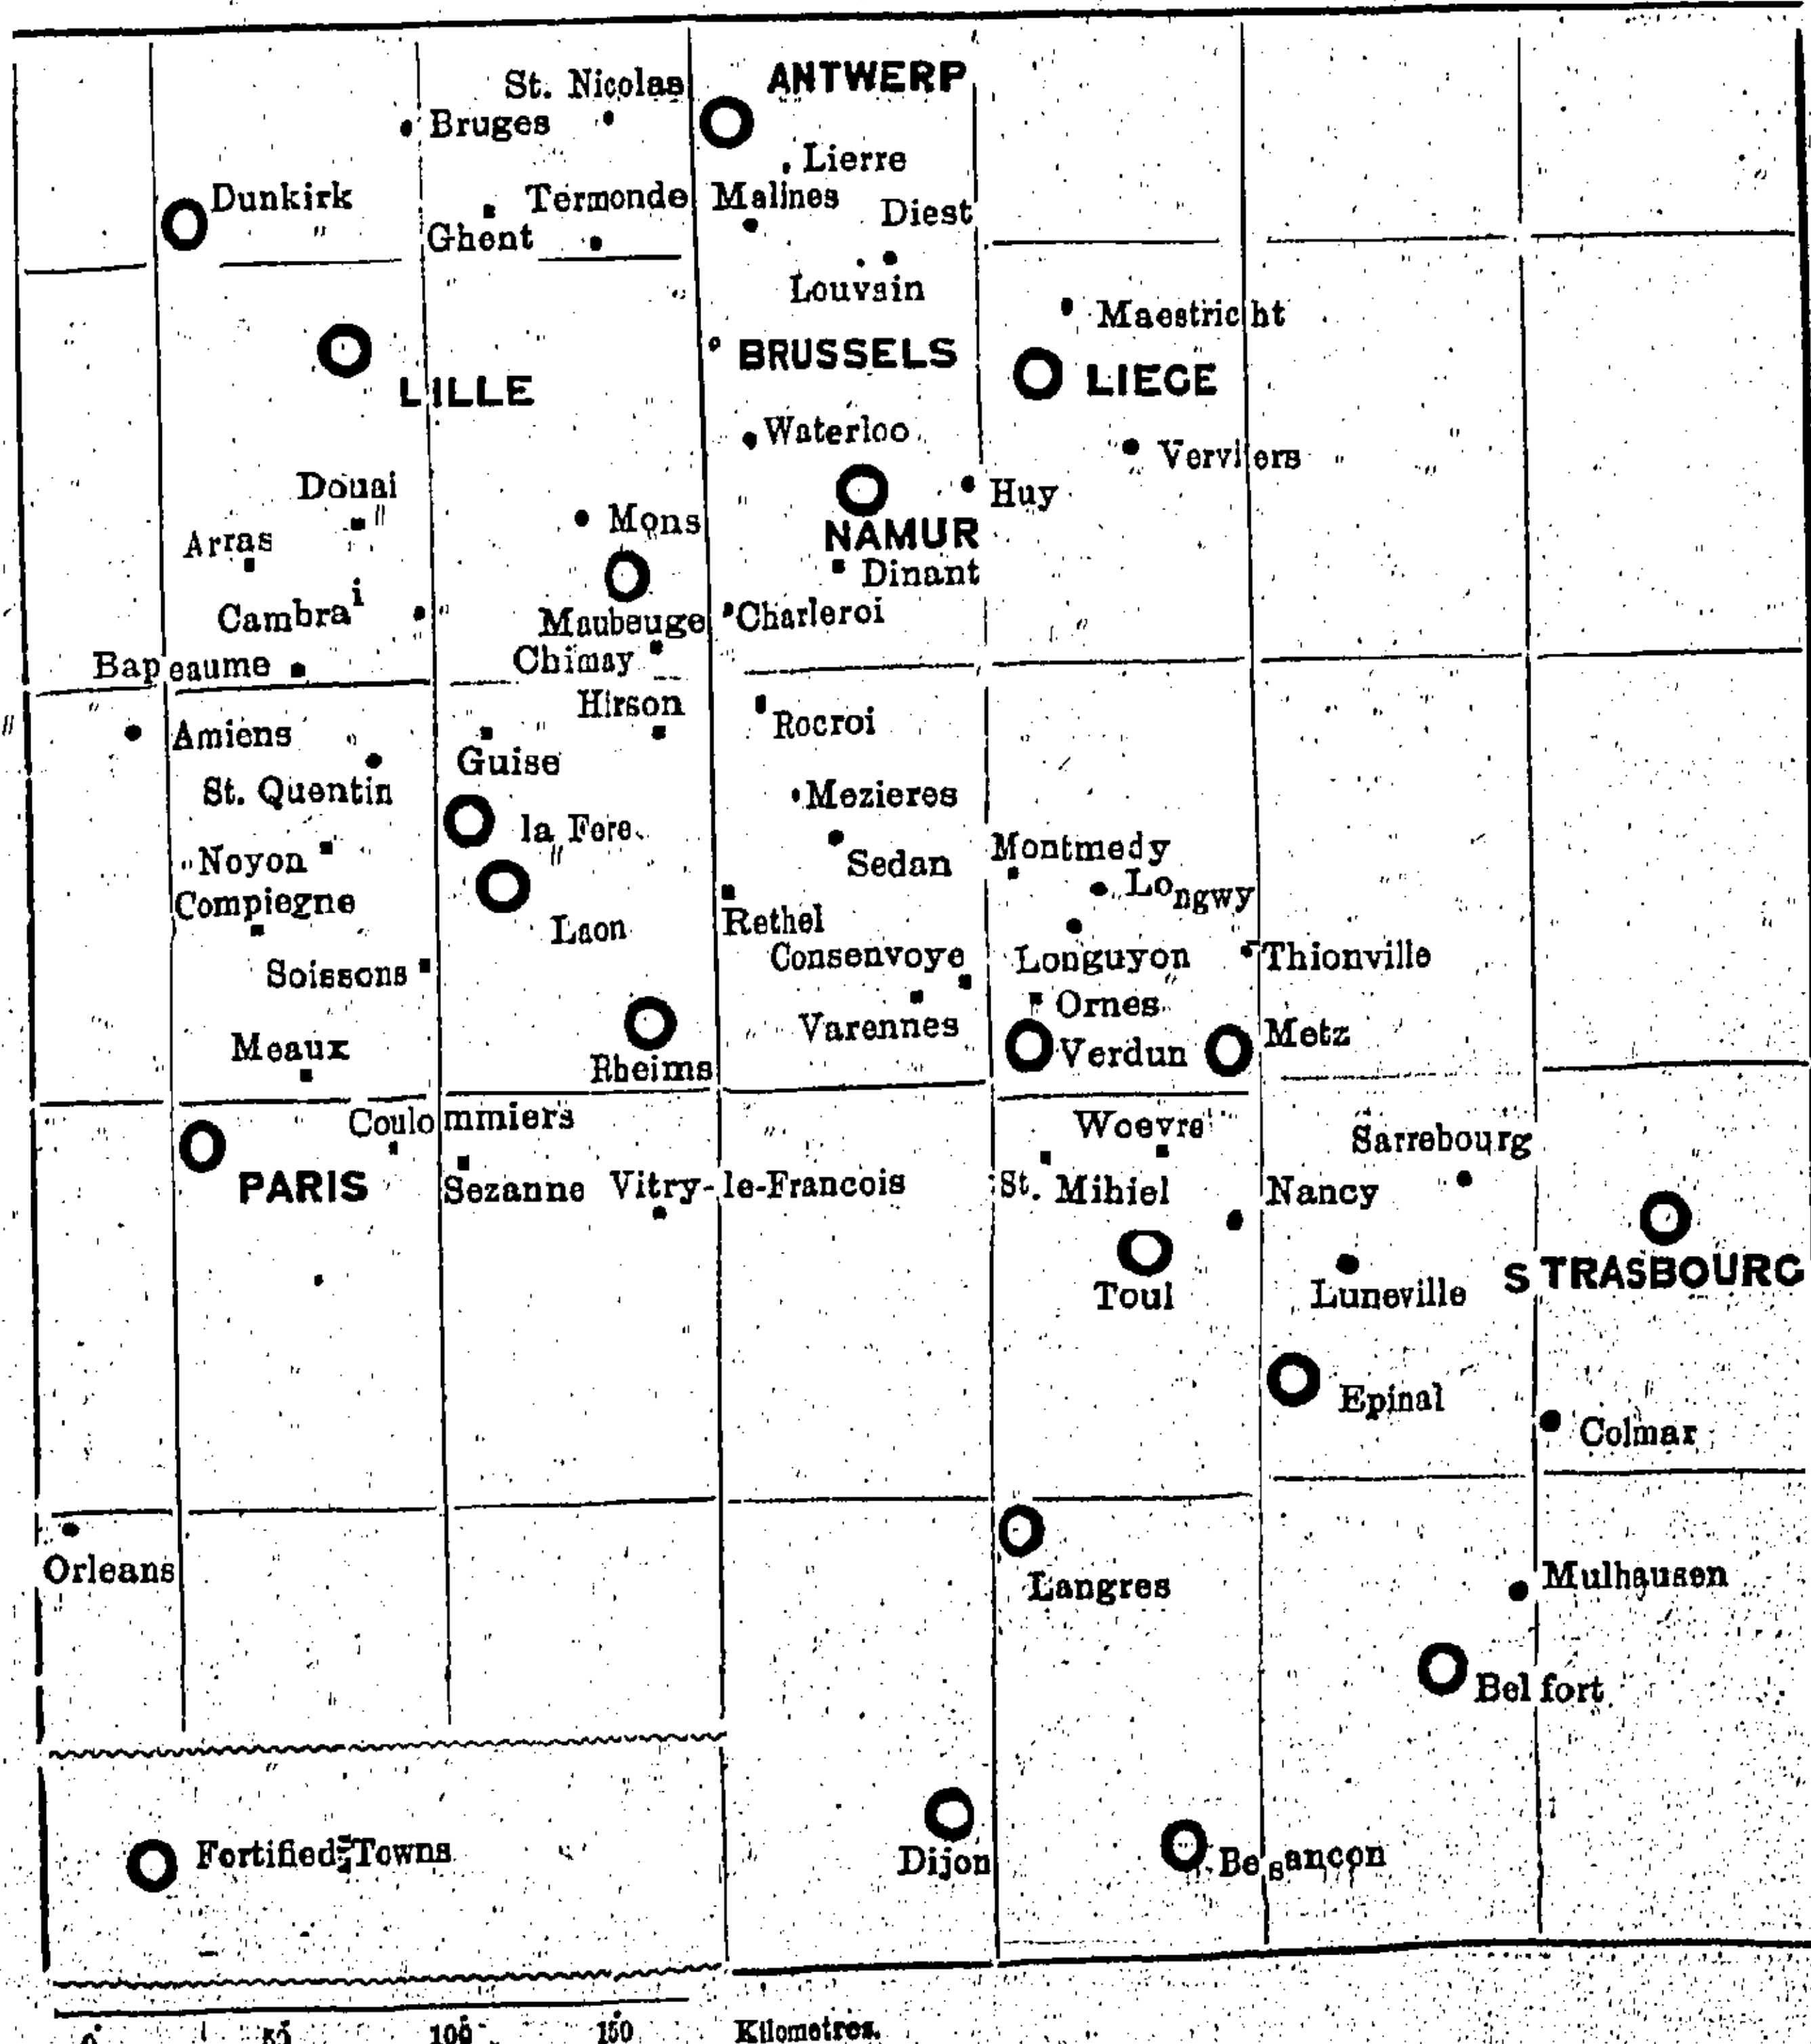 ANTWERP
St. Nicolas
Bruges
Lierre
Dunkirk
Termonde
Malines
Diest
Ghent
Louvain
Maestricht
BRUSSELS
LIEGE
LILLE
Waterloo
Verviers
Douai
Huy
Mons
NAMUR
Arras
Dinant
Cambrai
Maubeuge
Charleroi
Chimay
Bapeaume
Hirson
Rocroi
Amiens
Guise
St. Quentin
Mezieres
la Fere
Montmedy
Noyon
Sedan
Longwy
Compiegne
Rethel
Laon
Consenvoye
Longuyon
Thionville
Soissons
Ornes
Varennes
Metz
Meaux
Verdun
Rheims
Coulommiers
Woevre
Sarrebourg
PARIS
Sezanne
Vitry-le-Francois
St. Mihiel
Nancy
STRASBOURG
Toul
Luneville
Epinal
Colmar
Orleans
Langres
Mulhausen
Belfort
Fortified Towns
Dijon
Besancon
0 50 100 150 Kilometres.